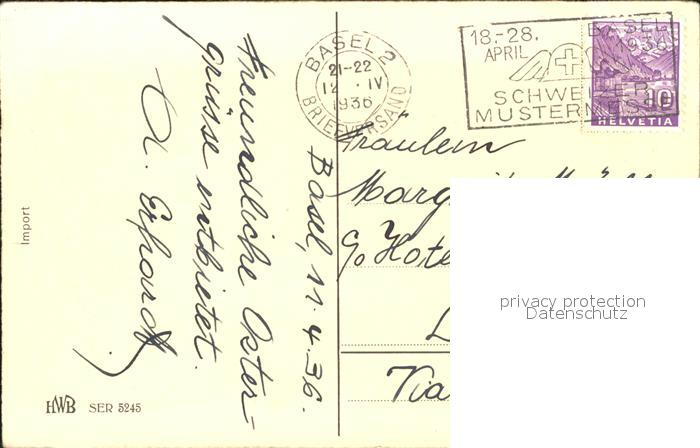 Basel, 11.4.36.
Freundliche Oster-
grüsse entbietet
A. Erhardt
Import
HWB SER 5245
BASEL 2
21-22
12. IV
1936
BRIEFVERSAND
18.-28.
APRIL
BASEL
1936
SCHWEIZER
MUSTERMESSE
10
HELVETIA
Fräulein
c/o
privacy protection
Datenschutz